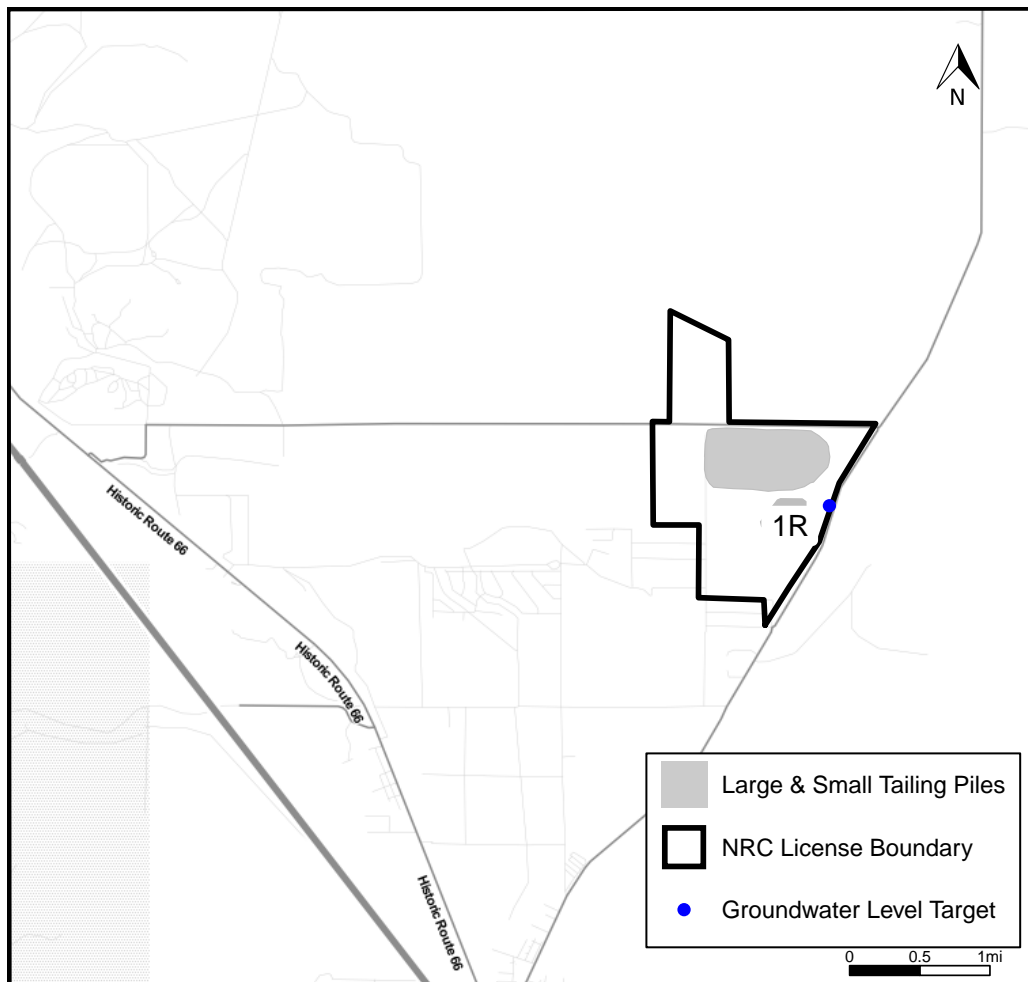 N
1R
Historic Route 66
Historic Route 66
Historic Route 66
Large & Small Tailing Piles
NRC License Boundary
Groundwater Level Target
0 0.5 1mi